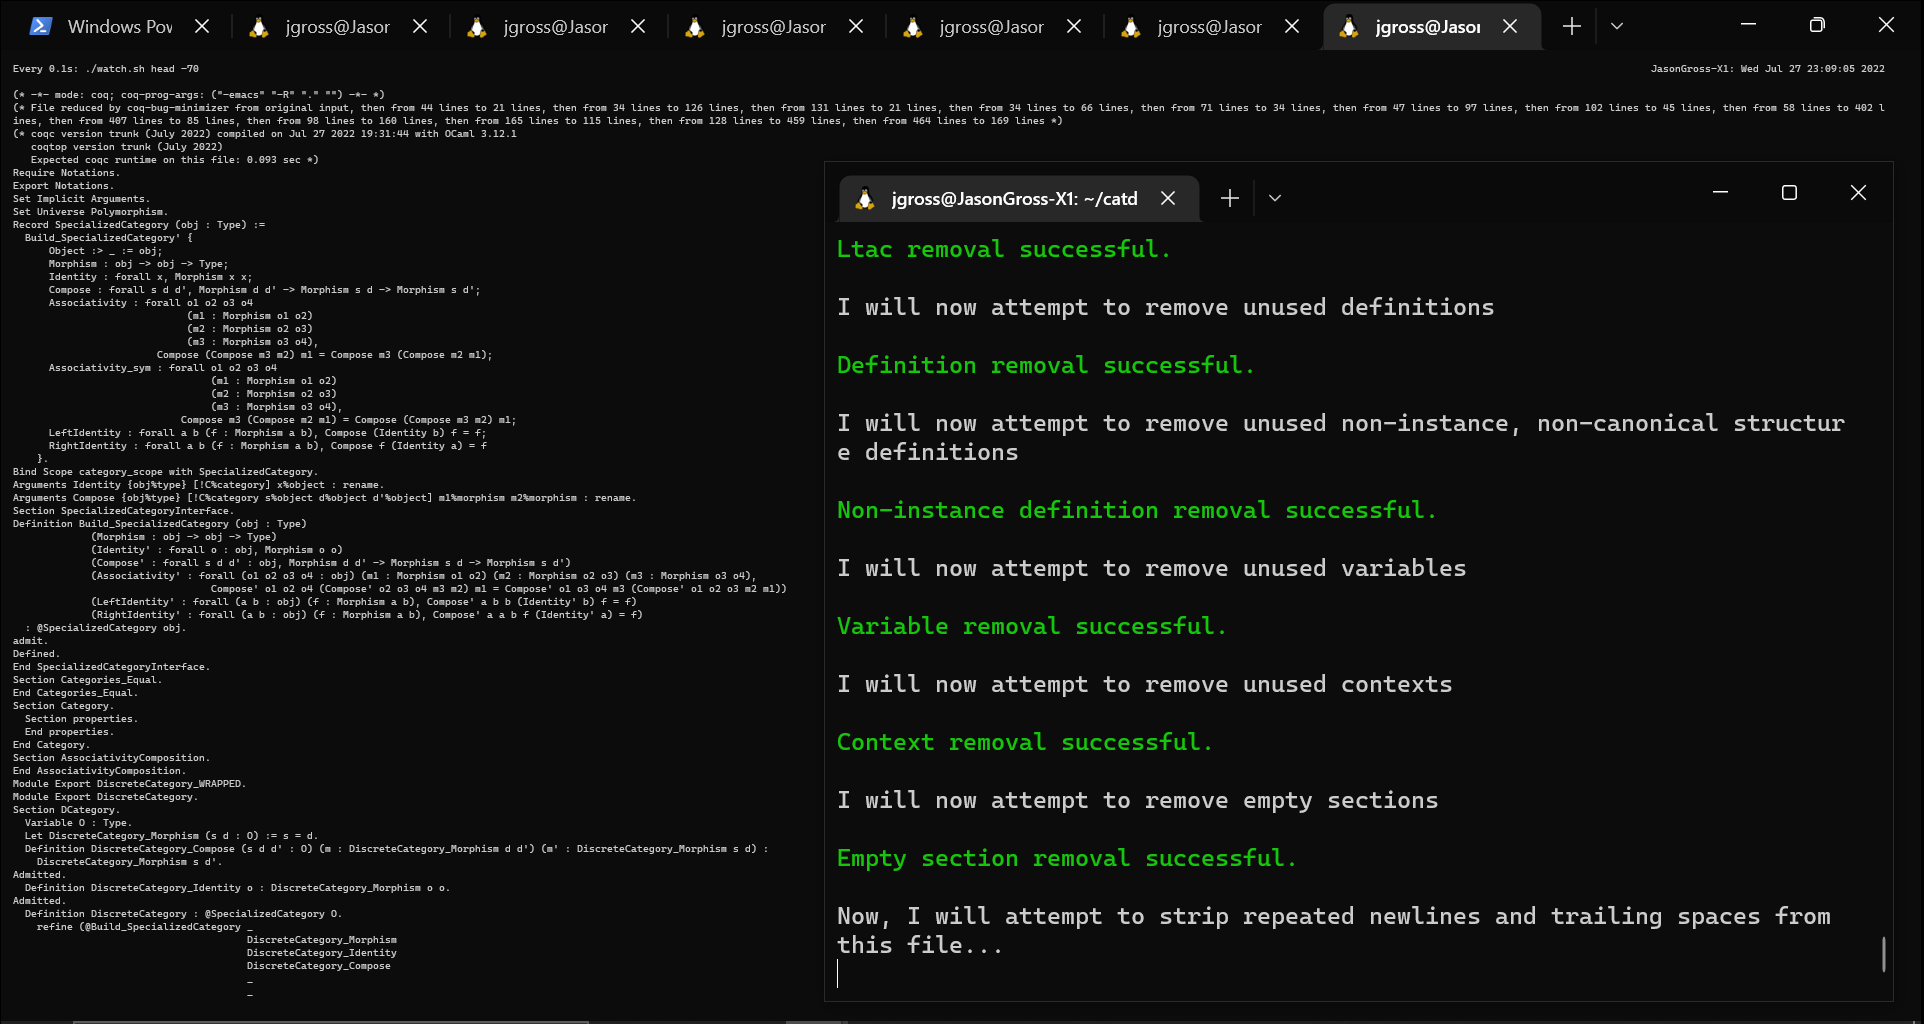 Windows Pov
jgross@Jasor
jgross@Jasor
jgross@Jasor
jgross@Jasor
jgross@Jasor
jgross@Jasor
Every 0.1s: ./watch.sh head -70
JasonGross-X1: Wed Jul 27 23:09:05 2022
(* -*- mode: coq; coq-prog-args: ("-emacs" "-R" "." "") -*- *)
(* File reduced by coq-bug-minimizer from original input, then from 44 lines to 21 lines, then from 34 lines to 126 lines, then from 131 lines to 21 lines, then from 34 lines to 66 lines, then from 71 lines to 34 lines, then from 47 lines to 97 lines, then from 102 lines to 45 lines, then from 58 lines to 402 l
ines, then from 407 lines to 85 lines, then from 98 lines to 160 lines, then from 165 lines to 115 lines, then from 128 lines to 459 lines, then from 464 lines to 169 lines *)
(* coqc version trunk (July 2022) compiled on Jul 27 2022 19:31:44 with OCaml 3.12.1
   coqtop version trunk (July 2022)
   Expected coqc runtime on this file: 0.093 sec *)
Require Notations.
Export Notations.
Set Implicit Arguments.
Set Universe Polymorphism.
Record SpecializedCategory (obj : Type) :=
  Build_SpecializedCategory' {
      Object :> _ := obj;
      Morphism : obj -> obj -> Type;
      Identity : forall x, Morphism x x;
      Compose : forall s d d', Morphism d d' -> Morphism s d -> Morphism s d';
      Associativity : forall o1 o2 o3 o4
                             (m1 : Morphism o1 o2)
                             (m2 : Morphism o2 o3)
                             (m3 : Morphism o3 o4),
                        Compose (Compose m3 m2) m1 = Compose m3 (Compose m2 m1);
      Associativity_sym : forall o1 o2 o3 o4
                                 (m1 : Morphism o1 o2)
                                 (m2 : Morphism o2 o3)
                                 (m3 : Morphism o3 o4),
                            Compose m3 (Compose m2 m1) = Compose (Compose m3 m2) m1;
      LeftIdentity : forall a b (f : Morphism a b), Compose (Identity b) f = f;
      RightIdentity : forall a b (f : Morphism a b), Compose f (Identity a) = f
    }.
Bind Scope category_scope with SpecializedCategory.
Arguments Identity {obj%type} [!C%category] x%object : rename.
Arguments Compose {obj%type} [!C%category s%object d%object d'%object] m1%morphism m2%morphism : rename.
Section SpecializedCategoryInterface.
Definition Build_SpecializedCategory (obj : Type)
             (Morphism : obj -> obj -> Type)
             (Identity' : forall o : obj, Morphism o o)
             (Compose' : forall s d d' : obj, Morphism d d' -> Morphism s d -> Morphism s d')
             (Associativity' : forall (o1 o2 o3 o4 : obj) (m1 : Morphism o1 o2) (m2 : Morphism o2 o3) (m3 : Morphism o3 o4),
                                 Compose' o1 o2 o4 (Compose' o2 o3 o4 m3 m2) m1 = Compose' o1 o3 o4 m3 (Compose' o1 o2 o3 m2 m1))
             (LeftIdentity' : forall (a b : obj) (f : Morphism a b), Compose' a b b (Identity' b) f = f)
             (RightIdentity' : forall (a b : obj) (f : Morphism a b), Compose' a a b f (Identity' a) = f)
  : @SpecializedCategory obj.
admit.
Defined.
End SpecializedCategoryInterface.
Section Categories_Equal.
End Categories_Equal.
Section Category.
  Section properties.
  End properties.
End Category.
Section AssociativityComposition.
End AssociativityComposition.
Module Export DiscreteCategory_WRAPPED.
Module Export DiscreteCategory.
Section DCategory.
  Variable O : Type.
  Let DiscreteCategory_Morphism (s d : O) := s = d.
  Definition DiscreteCategory_Compose (s d d' : O) (m : DiscreteCategory_Morphism d d') (m' : DiscreteCategory_Morphism s d) :
    DiscreteCategory_Morphism s d'.
Admitted.
  Definition DiscreteCategory_Identity o : DiscreteCategory_Morphism o o.
Admitted.
  Definition DiscreteCategory : @SpecializedCategory O.
    refine (@Build_SpecializedCategory _
                                       DiscreteCategory_Morphism
                                       DiscreteCategory_Identity
                                       DiscreteCategory_Compose
                                       _
                                       _
jgross@JasonGross-X1: ~/catd
Ltac removal successful.
I will now attempt to remove unused definitions
Definition removal successful.
I will now attempt to remove unused non-instance, non-canonical structur
e definitions
Non-instance definition removal successful.
I will now attempt to remove unused variables
Variable removal successful.
I will now attempt to remove unused contexts
Context removal successful.
I will now attempt to remove empty sections
Empty section removal successful.
Now, I will attempt to strip repeated newlines and trailing spaces from
this file...